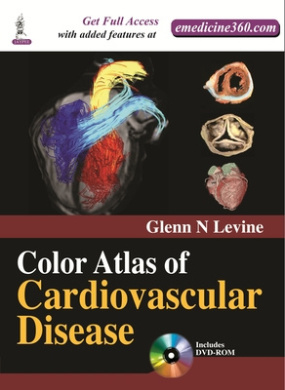 Get Full Access
with added features at
emedicine360.com
Glenn N Levine
Color Atlas of
Cardiovascular
Disease
Includes
DVD-ROM